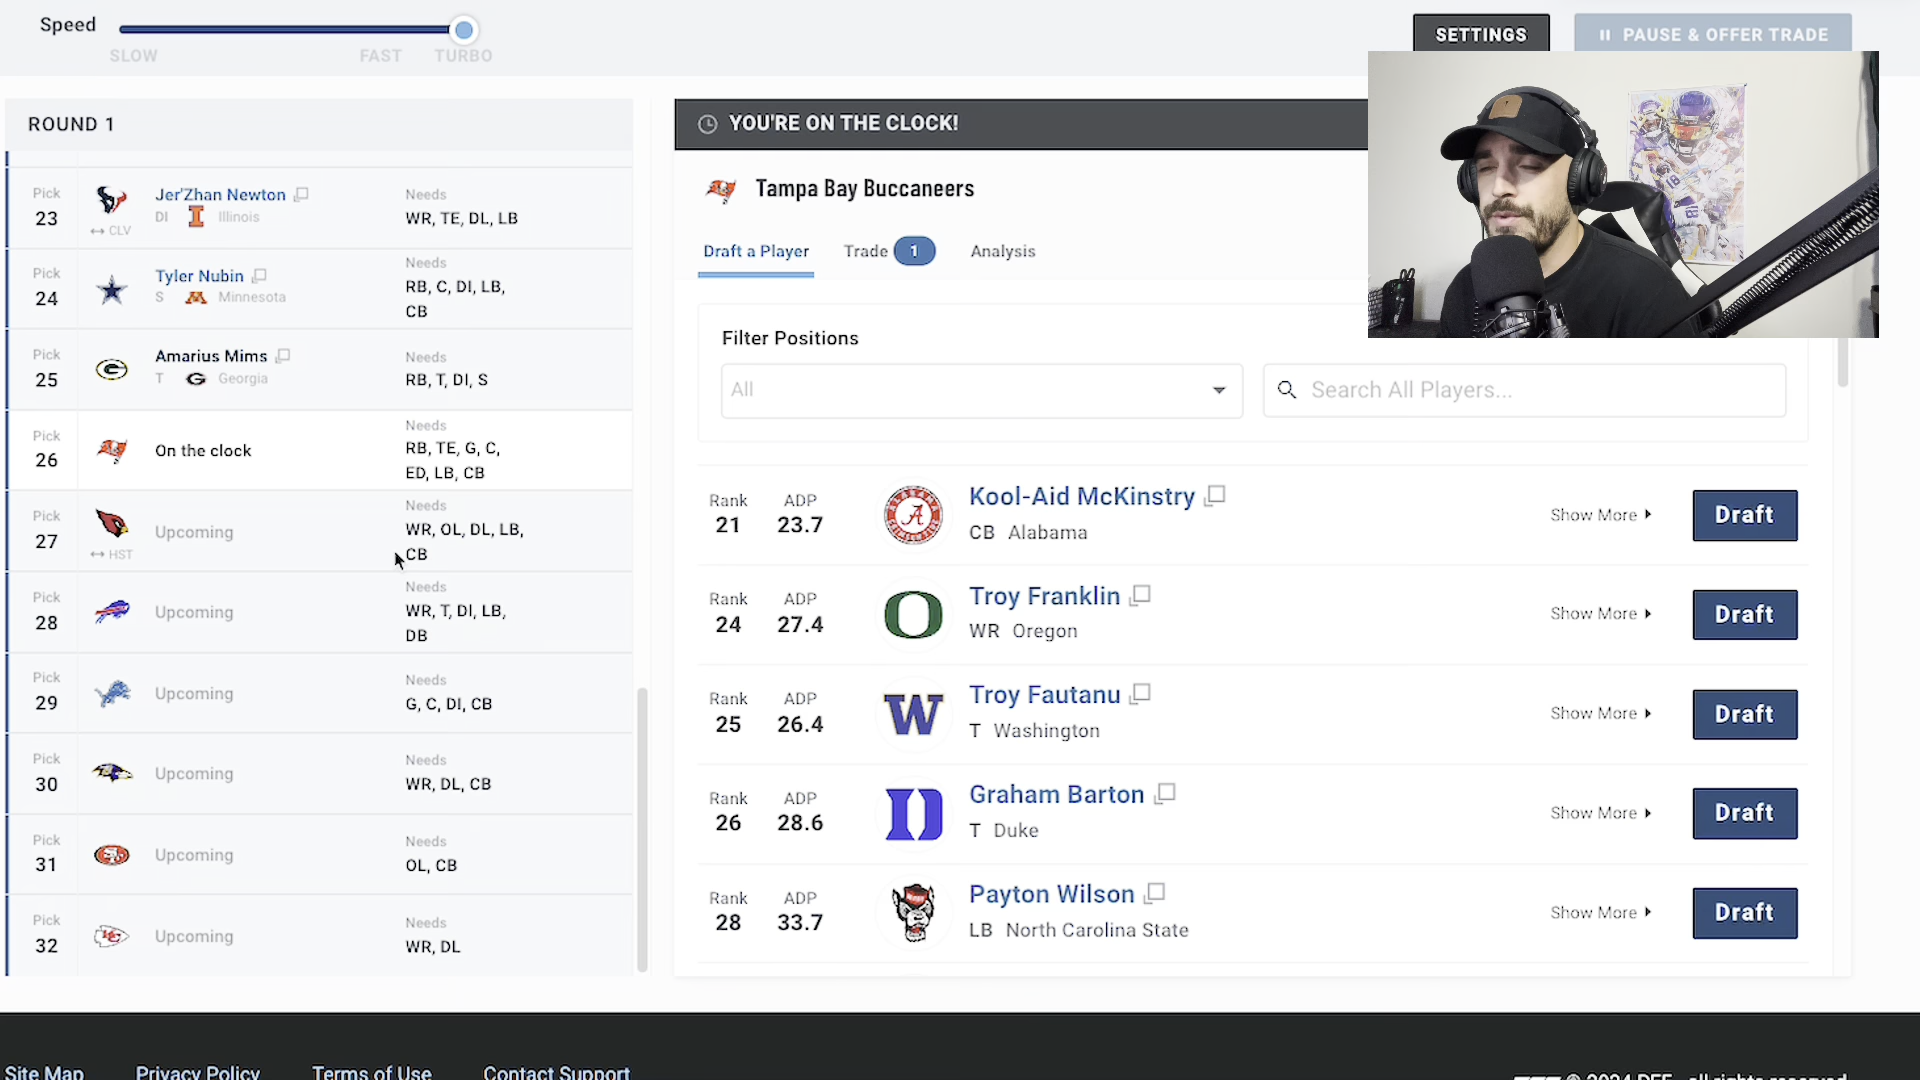 Speed
SLOW FAST TURBO
SETTINGS
PAUSE & OFFER TRADE
ROUND 1
Pick 23
CLV
Jer'Zhan Newton
DI Illinois
Needs
WR, TE, DL, LB
Pick 24
Tyler Nubin
S Minnesota
Needs
RB, C, DI, LB,
CB
Pick 25
Amarius Mims
T Georgia
Needs
RB, T, DI, S
Pick 26
On the clock
Needs
RB, TE, G, C,
ED, LB, CB
Pick 27
HST
Upcoming
Needs
WR, OL, DL, LB,
CB
Pick 28
Upcoming
Needs
WR, T, DI, LB,
DB
Pick 29
Upcoming
Needs
G, C, DI, CB
Pick 30
Upcoming
Needs
WR, DL, CB
Pick 31
Upcoming
Needs
OL, CB
Pick 32
Upcoming
Needs
WR, DL
YOU'RE ON THE CLOCK!
Tampa Bay Buccaneers
Draft a Player Trade 1 Analysis
Filter Positions
All
Search All Players...
Rank 21
ADP 23.7
Kool-Aid McKinstry
CB Alabama
Show More
Draft
Rank 24
ADP 27.4
Troy Franklin
WR Oregon
Show More
Draft
Rank 25
ADP 26.4
Troy Fautanu
T Washington
Show More
Draft
Rank 26
ADP 28.6
Graham Barton
T Duke
Show More
Draft
Rank 28
ADP 33.7
Payton Wilson
LB North Carolina State
Show More
Draft
Site Map Privacy Policy Terms of Use Contact Support
© 2024 PFF - all rights reserved